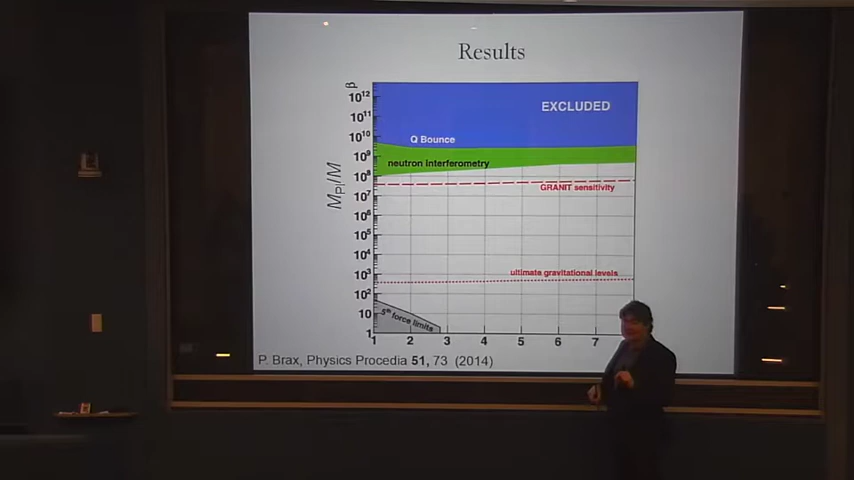 Results
β
10¹²
10¹¹
10¹⁰
10⁹
10⁸
10⁷
10⁶
10⁵
10⁴
10³
10²
10
1
M_Pl/M
EXCLUDED
Q Bounce
neutron interferometry
GRANIT sensitivity
ultimate gravitational levels
5th force limits
1 2 3 4 5 6 7
P. Brax, Physics Procedia 51, 73 (2014)